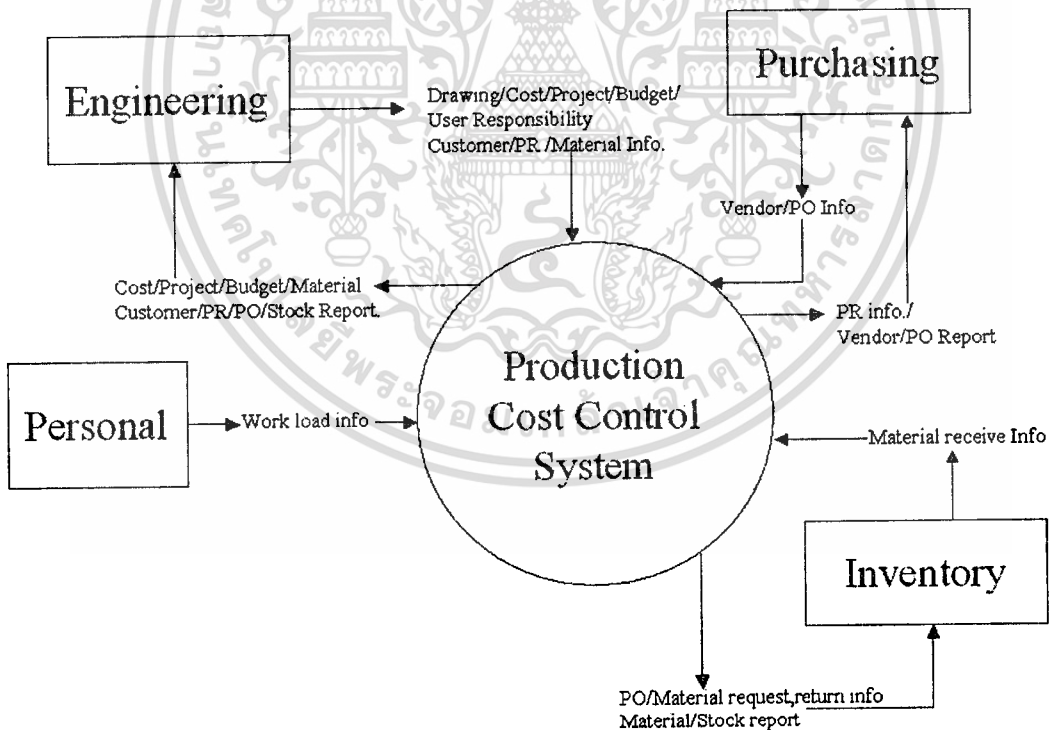 Engineering
Drawing/Cost/Project/Budget/
User Responsibility
Customer/PR /Material Info.
Purchasing
Vendor/PO Info
Cost/Project/Budget/Material
Customer/PR/PO/Stock Report.
PR info./
Vendor/PO Report
Production
Cost Control
System
Personal
Work load info
Material receive Info
Inventory
PO/Material request,return info
Material/Stock report